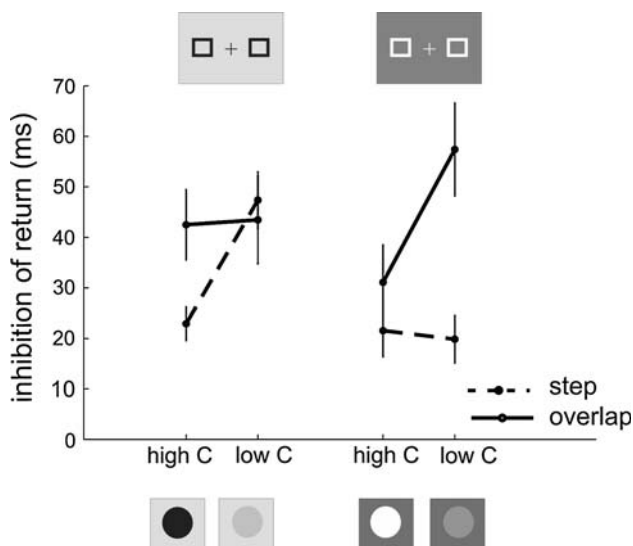 +
+
inhibition of return (ms)
70
60
50
40
30
20
10
0
high C low C high C low C
step
overlap